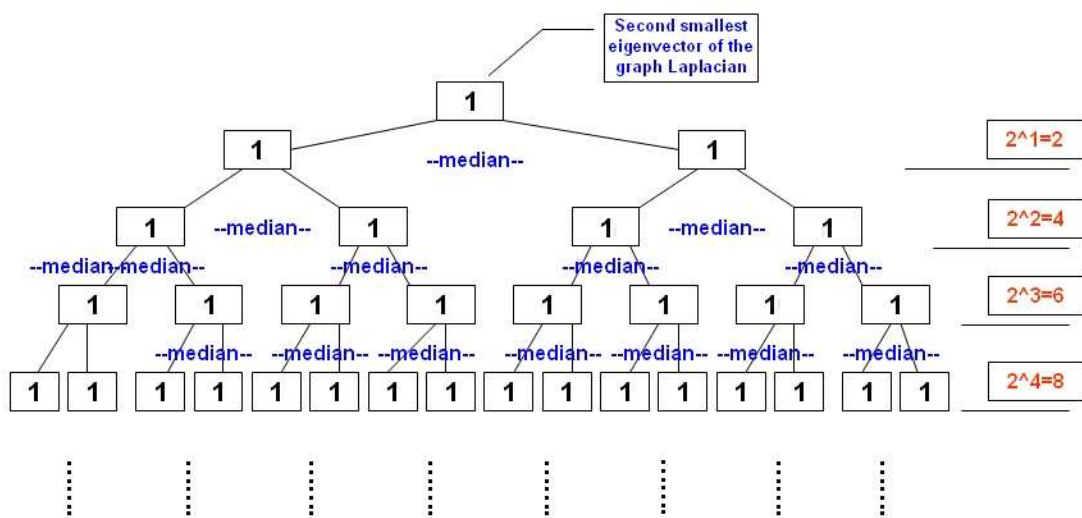 Second smallest
eigenvector of the
graph Laplacian
1
1 1 2^1=2
--median--
1 --median-- 1 1 --median-- 1 2^2=4
--median--median-- --median-- --median-- --median--
1 1 1 1 1 1 1 1 2^3=6
--median-- --median-- --median-- --median-- --median-- --median-- --median--
1 1 1 1 1 1 1 1 1 1 1 1 1 1 1 1 2^4=8